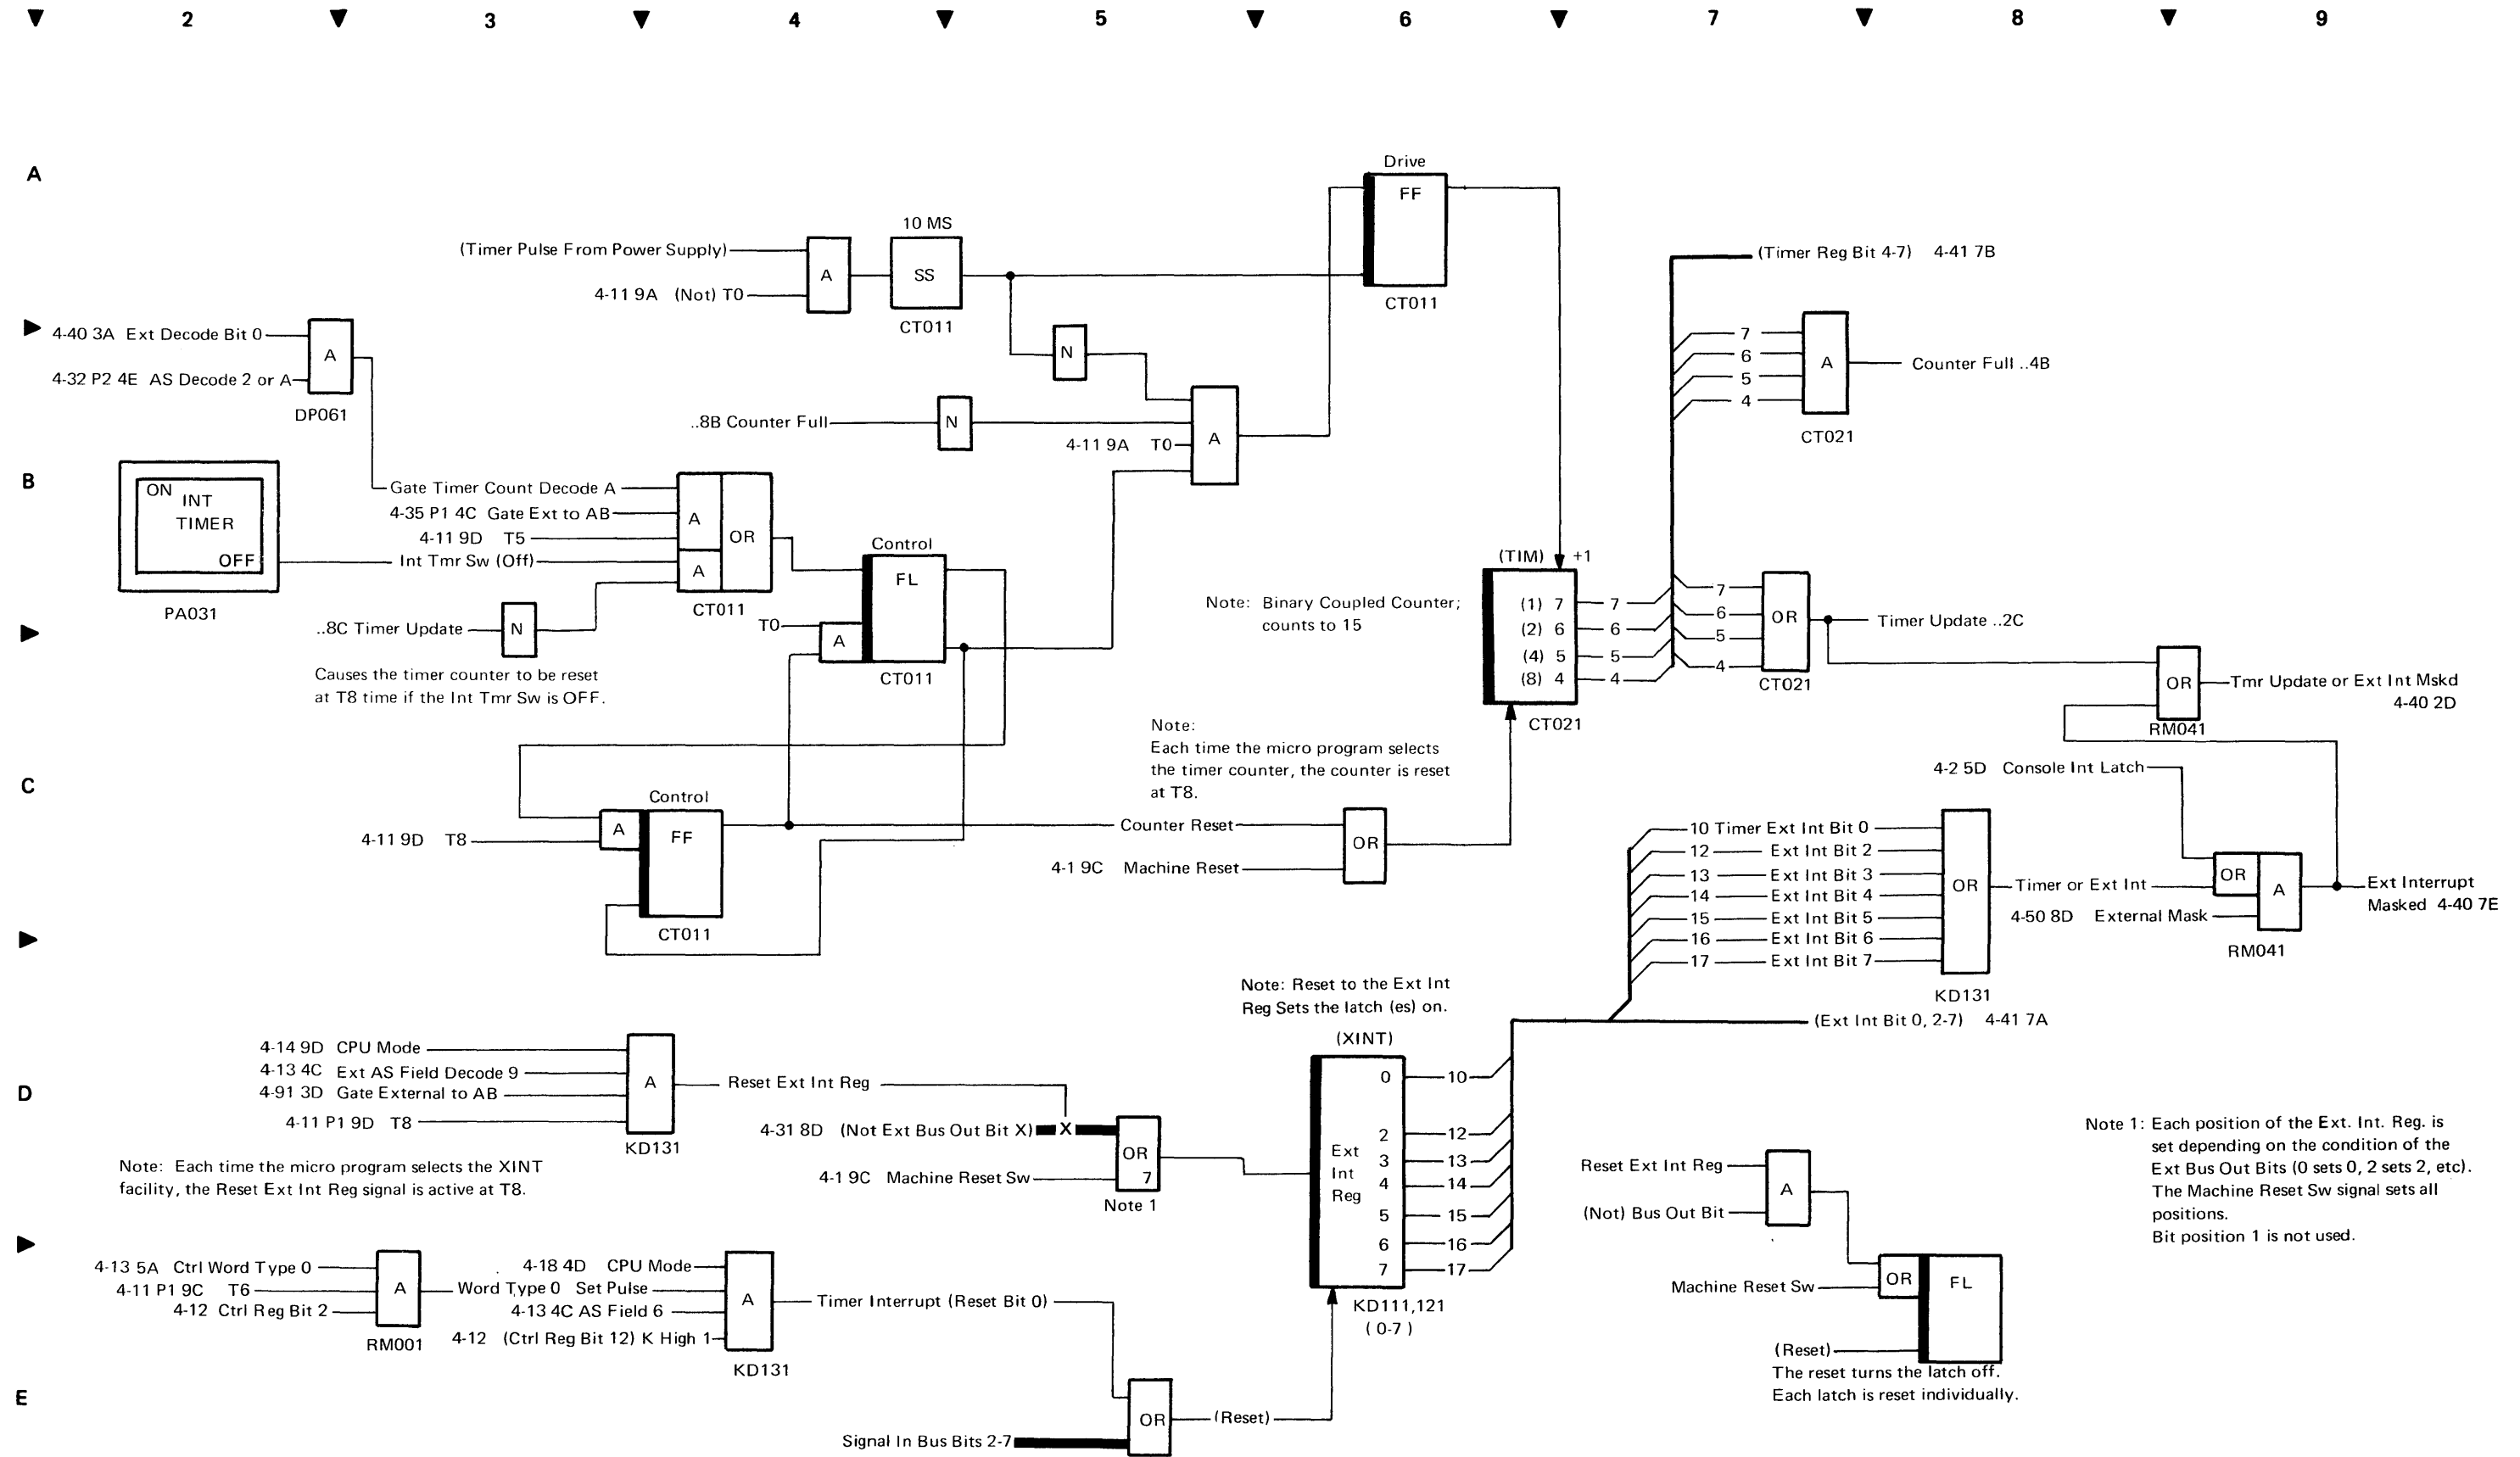 2 3 4 5 6 7 8 9
A
Drive
FF
CT011
10 MS
(Timer Pulse From Power Supply)
A
SS
4-11 9A (Not) T0
CT011
(Timer Reg Bit 4-7) 4-41 7B
4-40 3A Ext Decode Bit 0
A
4-32 P2 4E AS Decode 2 or A
DP061
N
7
6
5
4
A
Counter Full ..4B
CT021
..8B Counter Full
N
4-11 9A T0
A
B
ON
INT
TIMER
OFF
PA031
Gate Timer Count Decode A
4-35 P1 4C Gate Ext to AB
4-11 9D T5
Int Tmr Sw (Off)
A
OR
A
CT011
..8C Timer Update
N
Causes the timer counter to be reset
at T8 time if the Int Tmr Sw is OFF.
Control
FL
T0
A
CT011
Note: Binary Coupled Counter;
counts to 15
(TIM) +1
(1) 7 7
(2) 6 6
(4) 5 5
(8) 4 4
CT021
7
6
5
4
OR
CT021
Timer Update ..2C
OR
Tmr Update or Ext Int Mskd
4-40 2D
RM041
C
Note:
Each time the micro program selects
the timer counter, the counter is reset
at T8.
Control
A
FF
4-11 9D T8
CT011
Counter Reset
4-1 9C Machine Reset
OR
4-2 5D Console Int Latch
10 Timer Ext Int Bit 0
12 Ext Int Bit 2
13 Ext Int Bit 3
14 Ext Int Bit 4
15 Ext Int Bit 5
16 Ext Int Bit 6
17 Ext Int Bit 7
OR
KD131
Timer or Ext Int
4-50 8D External Mask
OR
A
RM041
Ext Interrupt
Masked 4-40 7E
Note: Reset to the Ext Int
Reg Sets the latch (es) on.
(Ext Int Bit 0, 2-7) 4-41 7A
D
4-14 9D CPU Mode
4-13 4C Ext AS Field Decode 9
4-91 3D Gate External to AB
4-11 P1 9D T8
A
KD131
Reset Ext Int Reg
4-31 8D (Not Ext Bus Out Bit X)
X
4-1 9C Machine Reset Sw
OR
7
Note 1
Note: Each time the micro program selects the XINT
facility, the Reset Ext Int Reg signal is active at T8.
(XINT)
Ext
Int
Reg
0 10
2 12
3 13
4 14
5 15
6 16
7 17
KD111,121
( 0-7 )
Reset Ext Int Reg
(Not) Bus Out Bit
A
Machine Reset Sw
OR
FL
(Reset)
The reset turns the latch off.
Each latch is reset individually.
Note 1: Each position of the Ext. Int. Reg. is
set depending on the condition of the
Ext Bus Out Bits (0 sets 0, 2 sets 2, etc).
The Machine Reset Sw signal sets all
positions.
Bit position 1 is not used.
4-13 5A Ctrl Word Type 0
4-11 P1 9C T6
4-12 Ctrl Reg Bit 2
A
RM001
4-18 4D CPU Mode
Word Type 0 Set Pulse
4-13 4C AS Field 6
4-12 (Ctrl Reg Bit 12) K High 1
A
KD131
Timer Interrupt (Reset Bit 0)
E
Signal In Bus Bits 2-7
OR
(Reset)